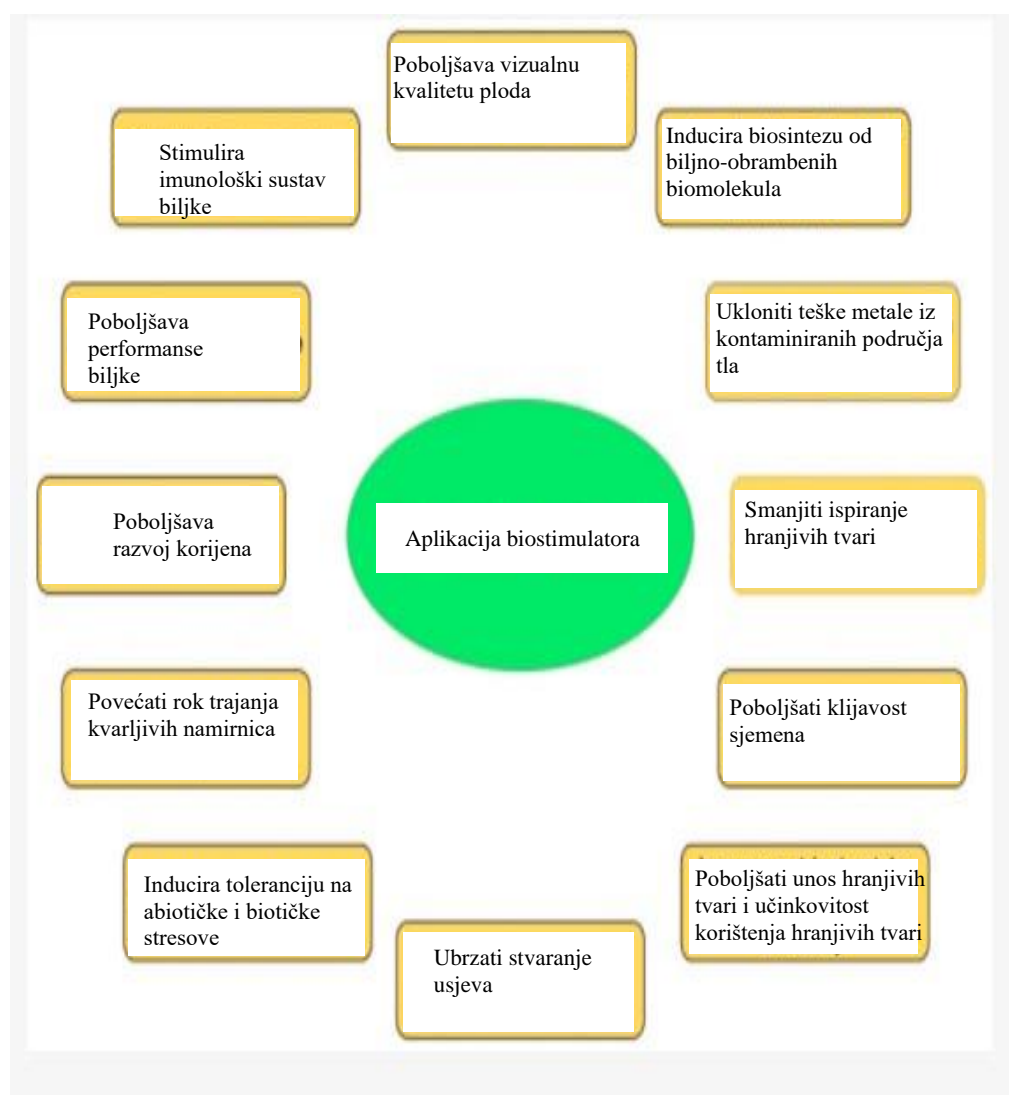 Poboljšava vizualnu
kvalitetu ploda
Inducira biosintezu od
biljno-obrambenih
biomolekula
Ukloniti teške metale iz
kontaminiranih područja
tla
Smanjiti ispiranje
hranjivih tvari
Poboljšati klijavost
sjemena
Poboljšati unos hranjivih
tvari i učinkovitost
korištenja hranjivih tvari
Ubrzati stvaranje
usjeva
Inducira toleranciju na
abiotičke i biotičke
stresove
Povećati rok trajanja
kvarljivih namirnica
Poboljšava
razvoj korijena
Poboljšava
performanse
biljke
Stimulira
imunološki sustav
biljke
Aplikacija biostimulatora